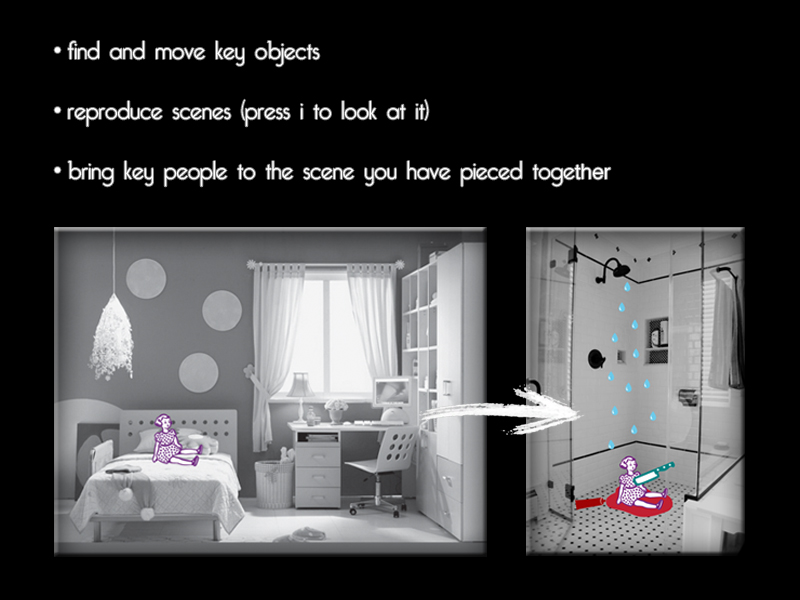 • find and move key objects
• reproduce scenes (press i to look at it)
• bring key people to the scene you have pieced together